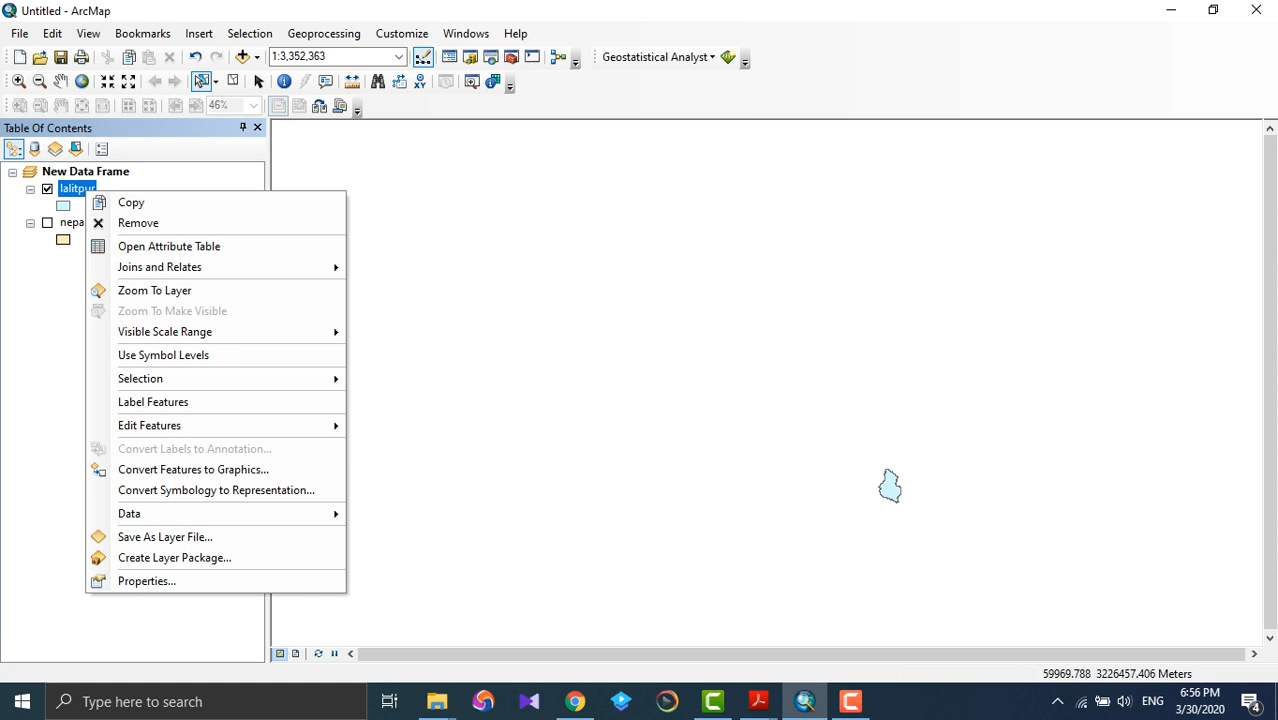 Untitled - ArcMap
File Edit View Bookmarks Insert Selection Geoprocessing Customize Windows Help
1:3,352,363
Geostatistical Analyst
46%
Table Of Contents
New Data Frame
lalitpur
nepa
Copy
Remove
Open Attribute Table
Joins and Relates
Zoom To Layer
Zoom To Make Visible
Visible Scale Range
Use Symbol Levels
Selection
Label Features
Edit Features
Convert Labels to Annotation...
Convert Features to Graphics...
Convert Symbology to Representation...
Data
Save As Layer File...
Create Layer Package...
Properties...
59969.788 3226457.406 Meters
Type here to search
ENG
6:56 PM
3/30/2020
4